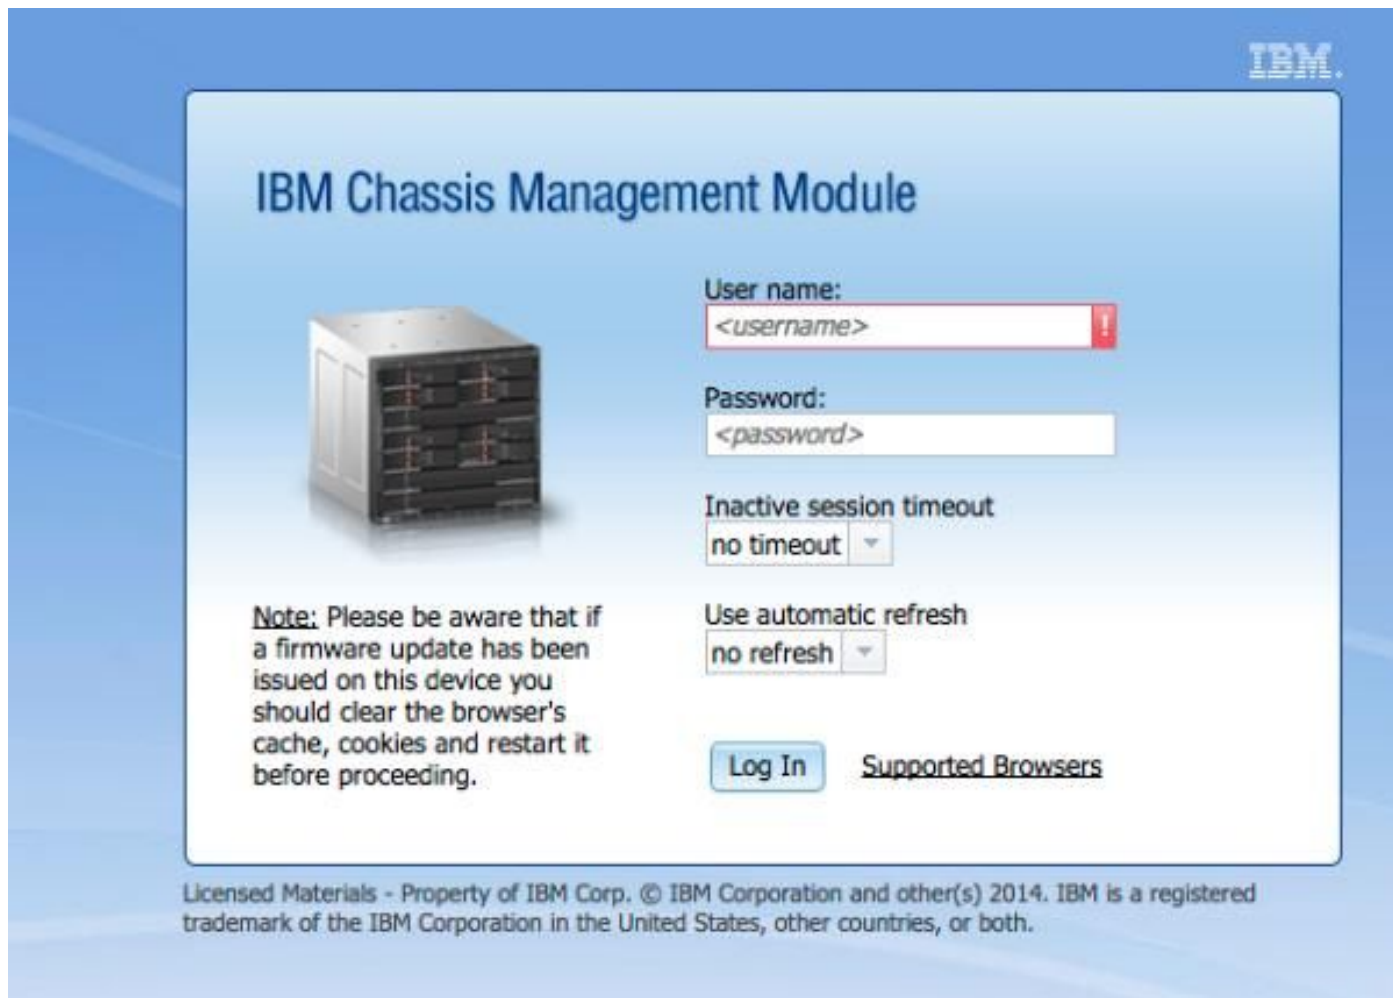 IBM.
IBM Chassis Management Module
User name:
<username>
!
Password:
<password>
Inactive session timeout
no timeout
Use automatic refresh
no refresh
Note: Please be aware that if
a firmware update has been
issued on this device you
should clear the browser's
cache, cookies and restart it
before proceeding.
Log In Supported Browsers
Licensed Materials - Property of IBM Corp. © IBM Corporation and other(s) 2014. IBM is a registered
trademark of the IBM Corporation in the United States, other countries, or both.